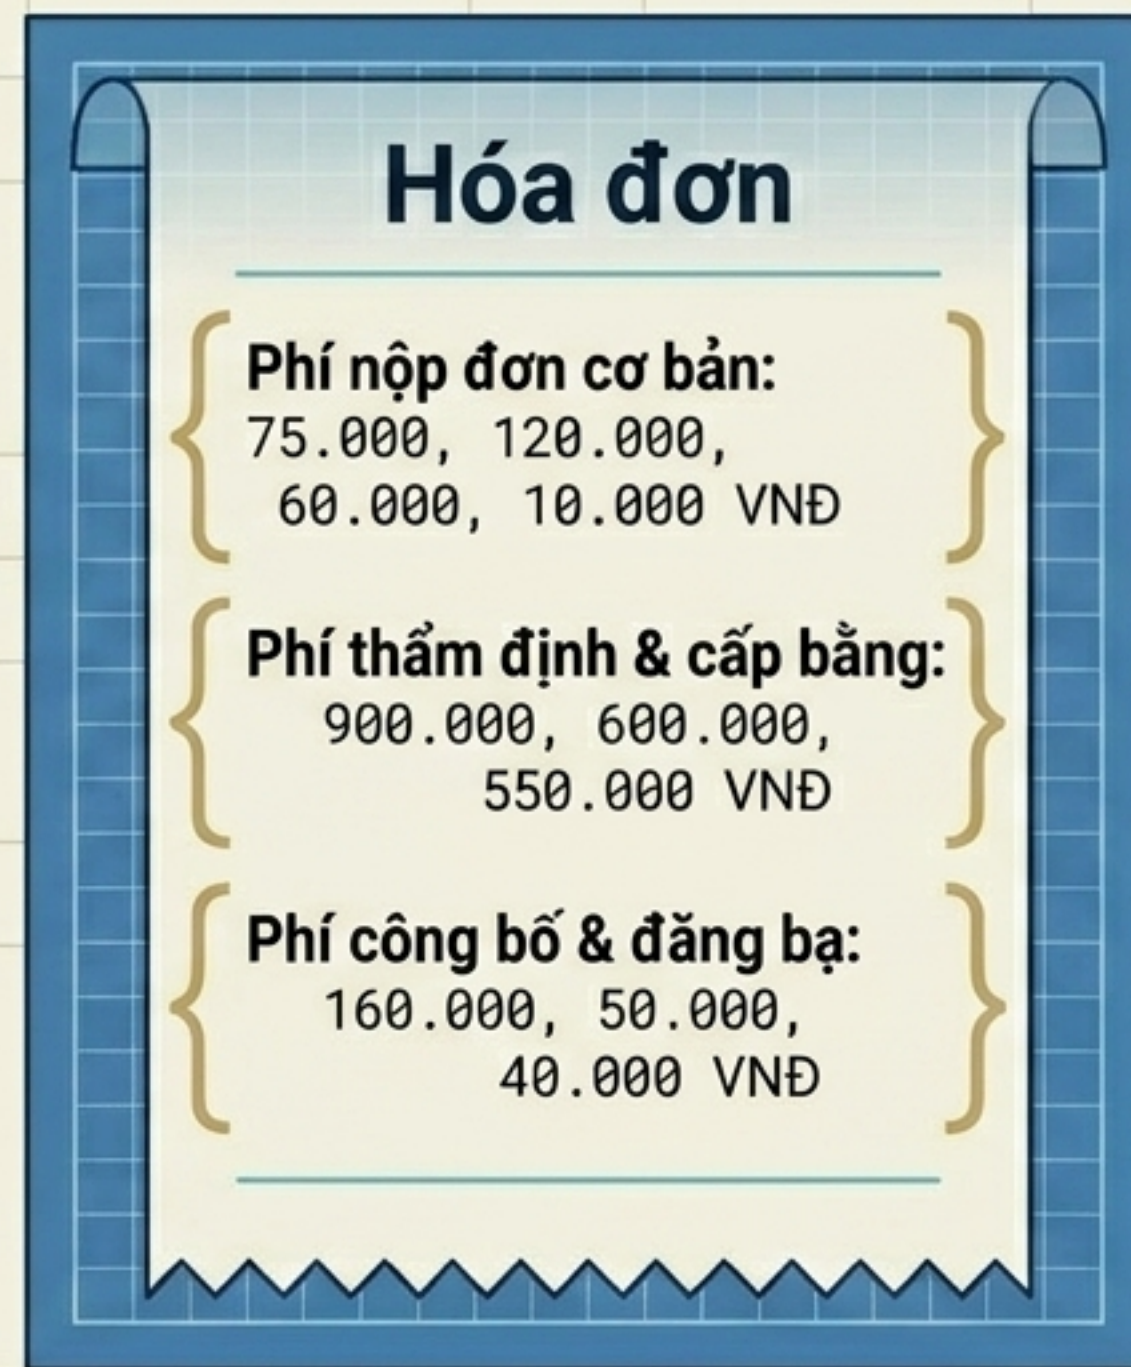 Hóa đơn
Phí nộp đơn cơ bản:
75.000, 120.000,
60.000, 10.000 VNĐ
Phí thẩm định & cấp bằng:
900.000, 600.000,
550.000 VNĐ
Phí công bố & đăng bạ:
160.000, 50.000,
40.000 VNĐ